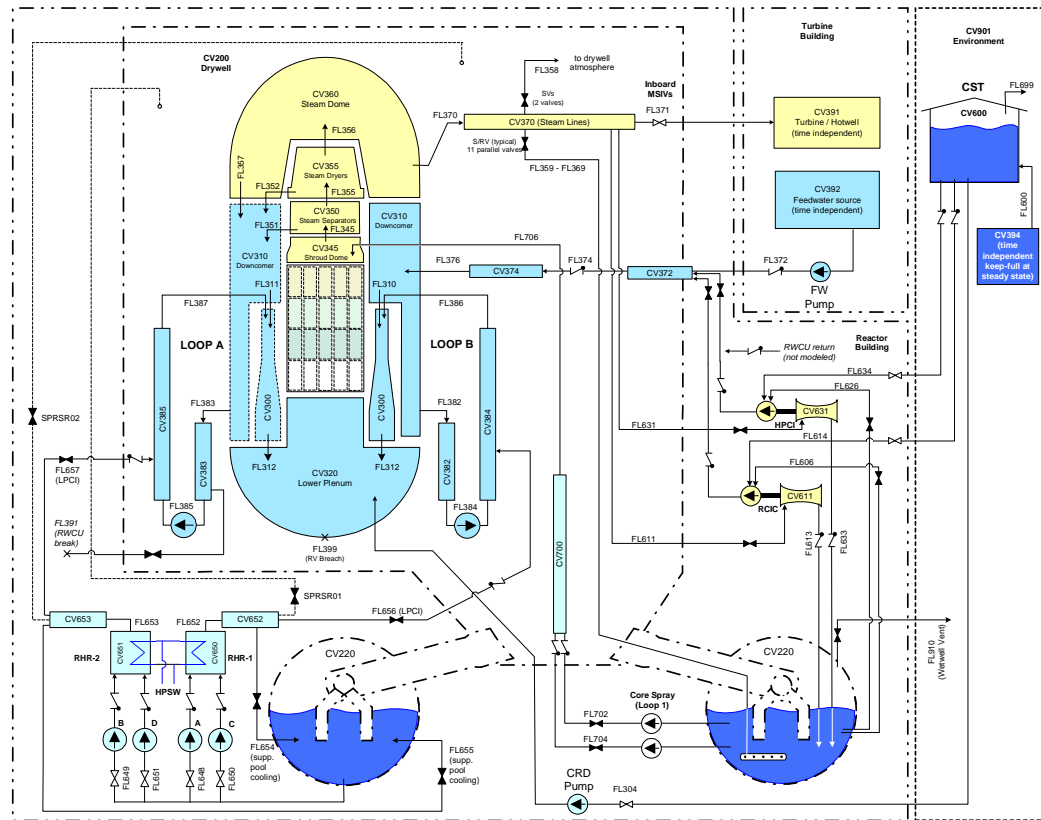 CV200
Drywell
CV360
Steam Dome
FL356
FL357
CV355
Steam Dryers
FL352
FL355
CV350
Steam Separators
FL351
FL345
CV345
Shroud Dome
CV310
Downcomer
CV310
Downcomer
FL311
FL310
FL387
FL386
LOOP A
LOOP B
CV300
CV300
CV385
FL383
CV383
FL385
FL382
CV382
CV384
FL384
FL312
FL312
CV320
Lower Plenum
FL399
(RV Breach)
FL391
(RWCU
break)
FL657
(LPCI)
SPRSR02
SPRSR01
FL370
to drywell
atmosphere
FL358
SVs
(2 valves)
CV370 (Steam Lines)
S/RV (typical)
11 parallel valves
FL359 - FL369
Inboard
MSIVs
FL371
Turbine
Building
CV391
Turbine / Hotwell
(time independent)
CV392
Feedwater source
(time independent)
FL706
FL376
CV374
FL374
CV372
FL372
FW
Pump
CV901
Environment
CST
FL699
CV600
FL600
CV394 (time
independent
keep-full at
steady state)
Reactor
Building
RWCU return
(not modeled)
FL634
FL626
CV631
HPCI
FL631
FL614
FL606
CV611
RCIC
FL611
FL613
FL633
CV700
FL656 (LPCI)
CV653
FL653
FL652
CV652
CV651
CV650
RHR-2
RHR-1
HPSW
B
D
A
C
FL649
FL651
FL648
FL650
FL654
(supp.
pool
cooling)
FL655
(supp.
pool
cooling)
CV220
CV220
Core Spray
(Loop 1)
FL702
FL704
CRD
Pump
FL304
FL910
(Wetwell Vent)